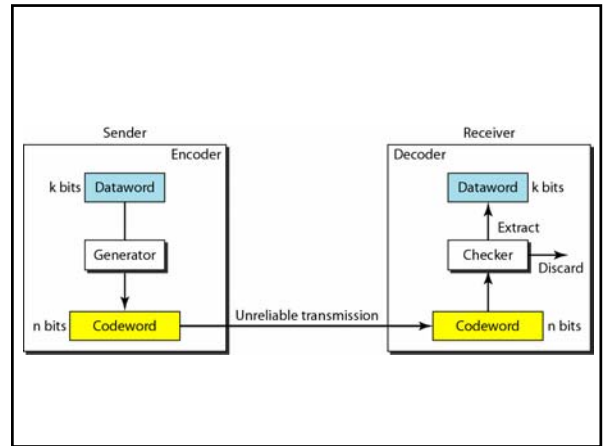 Sender
Receiver
Encoder
Decoder
k bits
Dataword
Dataword
k bits
Extract
Generator
Checker
Discard
Unreliable transmission
n bits
Codeword
Codeword
n bits